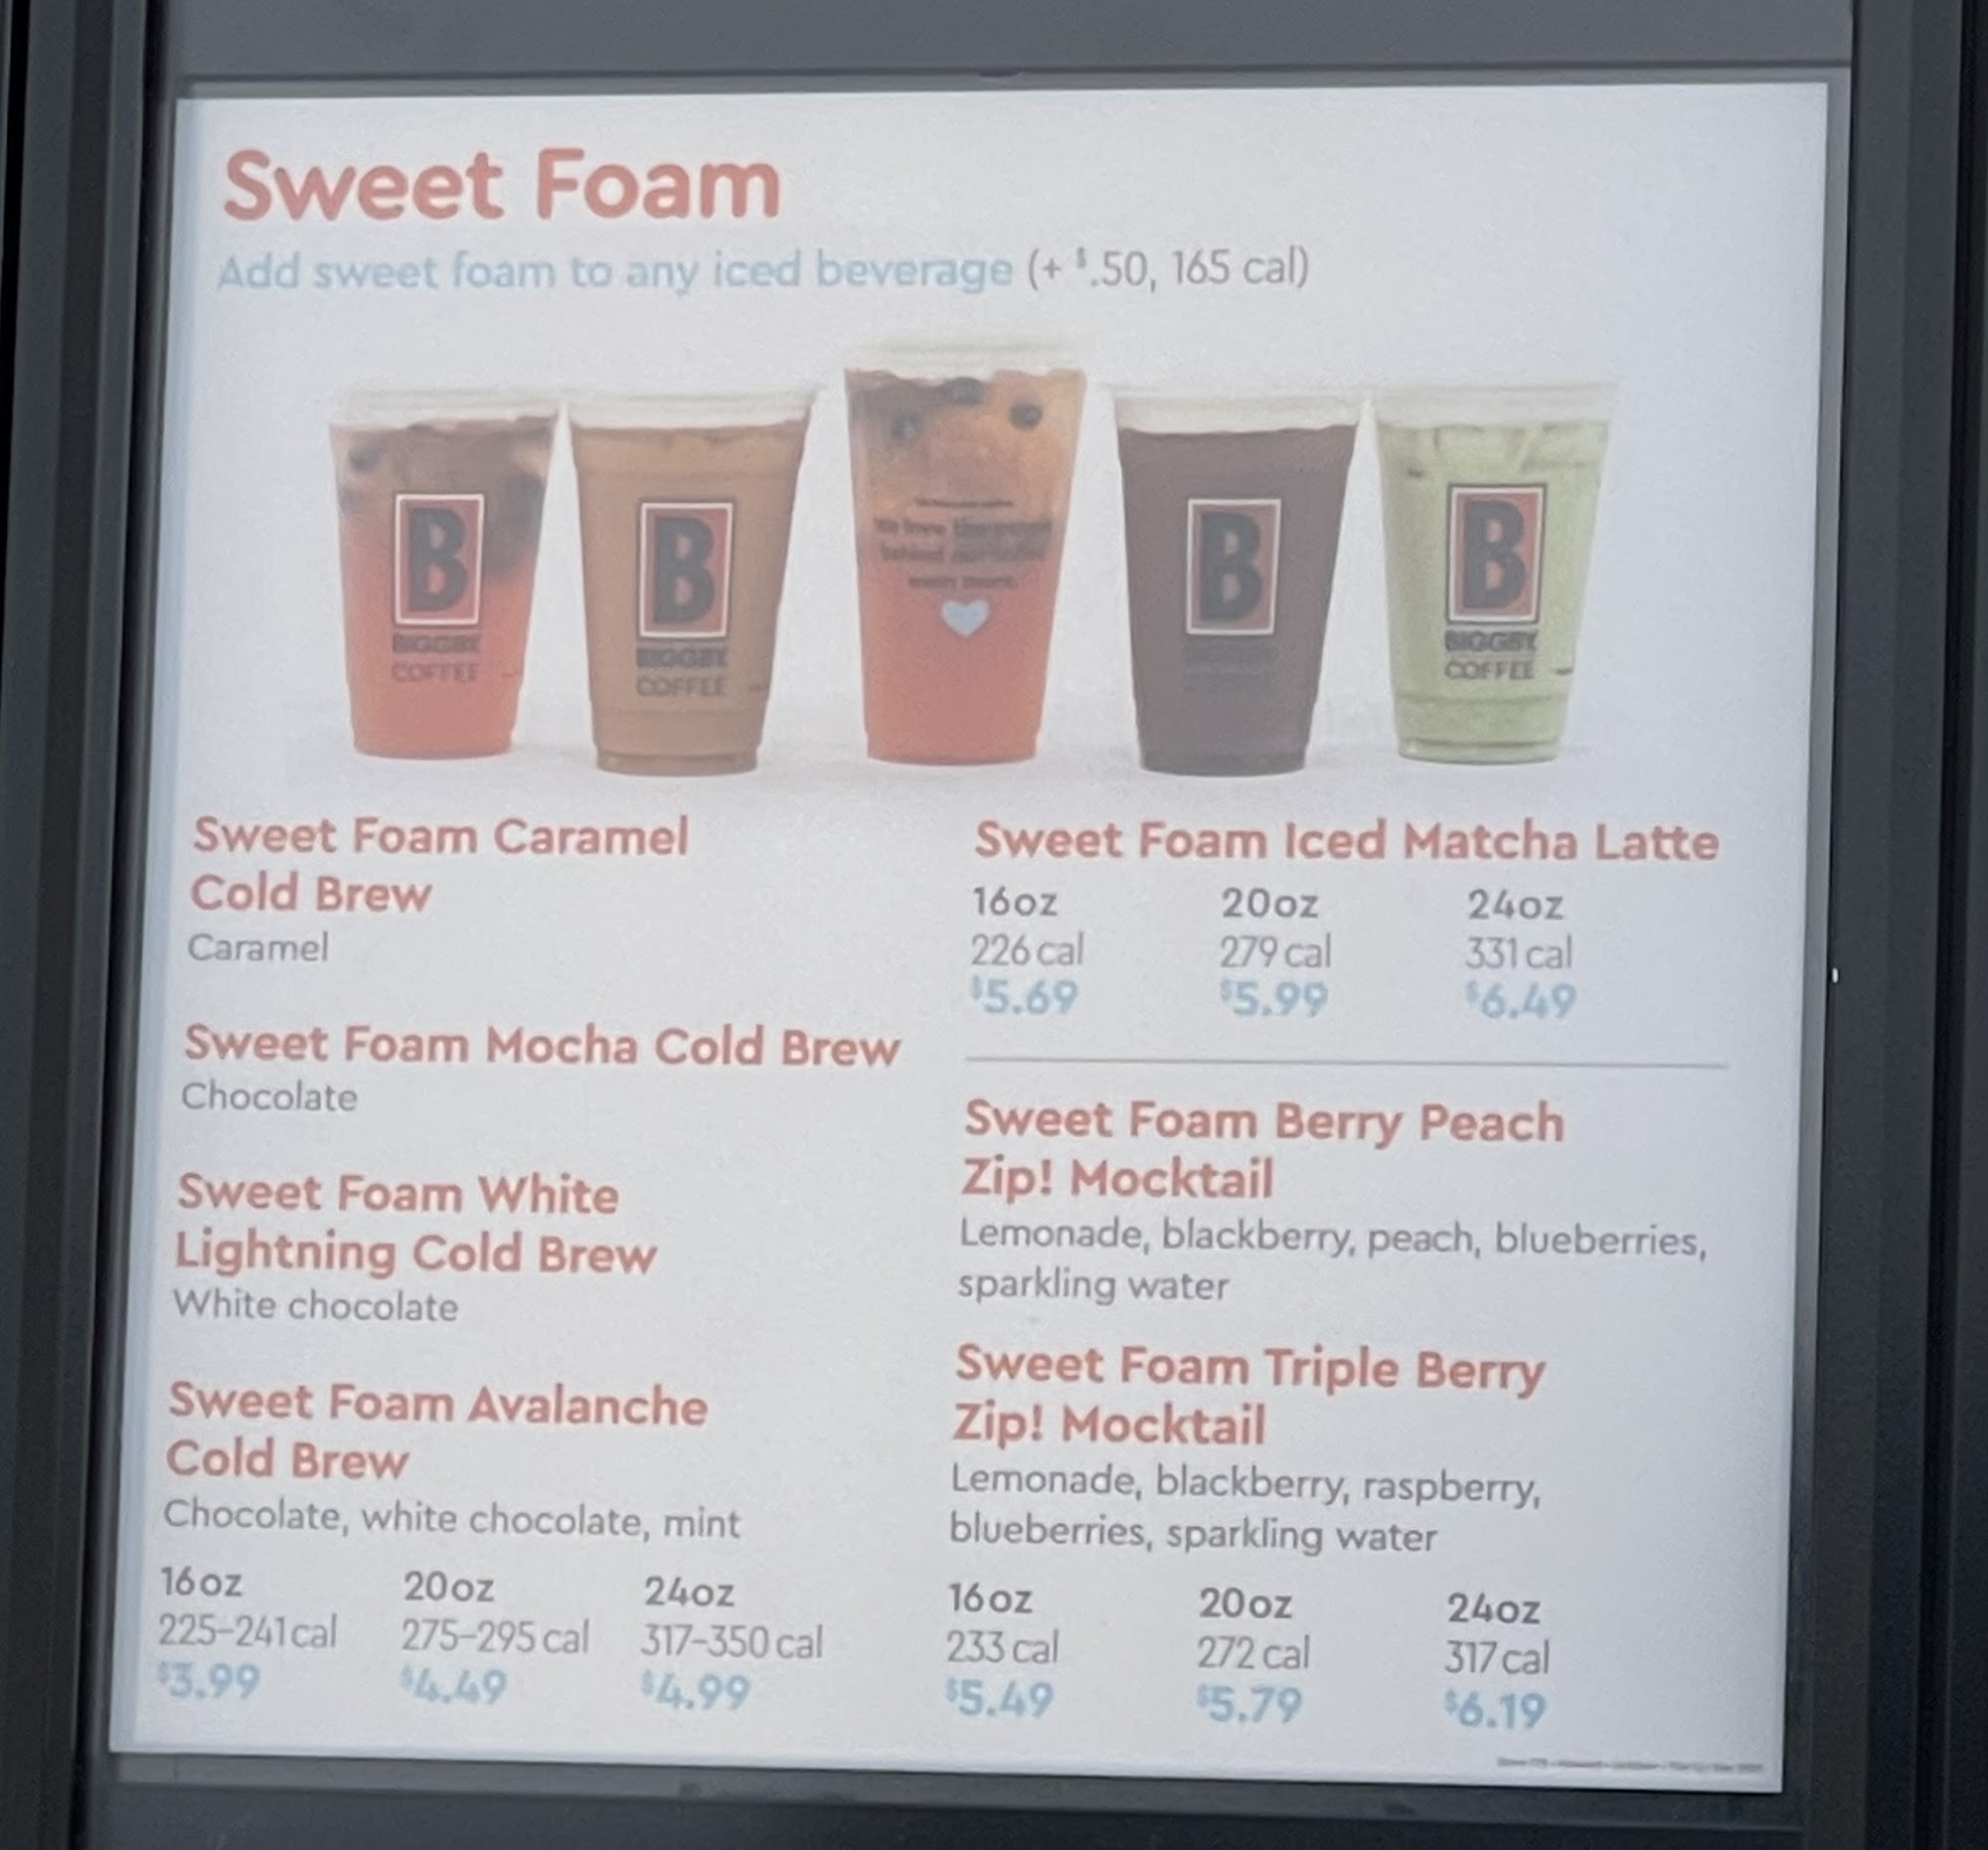 Sweet Foam
Add sweet foam to any iced beverage (+ $.50, 165 cal)
B
BIGGBY
COFFEE
B
BIGGBY
COFFEE
B
B
BIGGBY
COFFEE
Sweet Foam Caramel
Cold Brew
Caramel
Sweet Foam Mocha Cold Brew
Chocolate
Sweet Foam White
Lightning Cold Brew
White chocolate
Sweet Foam Avalanche
Cold Brew
Chocolate, white chocolate, mint
16oz 20oz 24oz
225–241 cal 275–295 cal 317–350 cal
$3.99 $4.49 $4.99
Sweet Foam Iced Matcha Latte
16oz 20oz 24oz
226 cal 279 cal 331 cal
$5.69 $5.99 $6.49
Sweet Foam Berry Peach
Zip! Mocktail
Lemonade, blackberry, peach, blueberries,
sparkling water
Sweet Foam Triple Berry
Zip! Mocktail
Lemonade, blackberry, raspberry,
blueberries, sparkling water
16oz 20oz 24oz
233 cal 272 cal 317 cal
$5.49 $5.79 $6.19